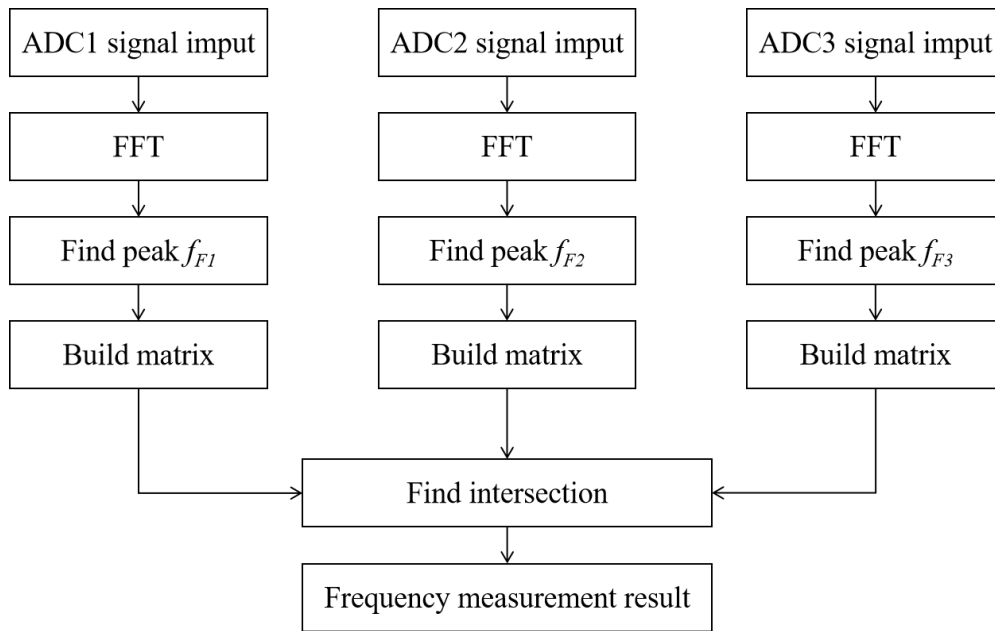 ADC1 signal imput
ADC2 signal imput
ADC3 signal imput
FFT
FFT
FFT
Find peak fF1
Find peak fF2
Find peak fF3
Build matrix
Build matrix
Build matrix
Find intersection
Frequency measurement result